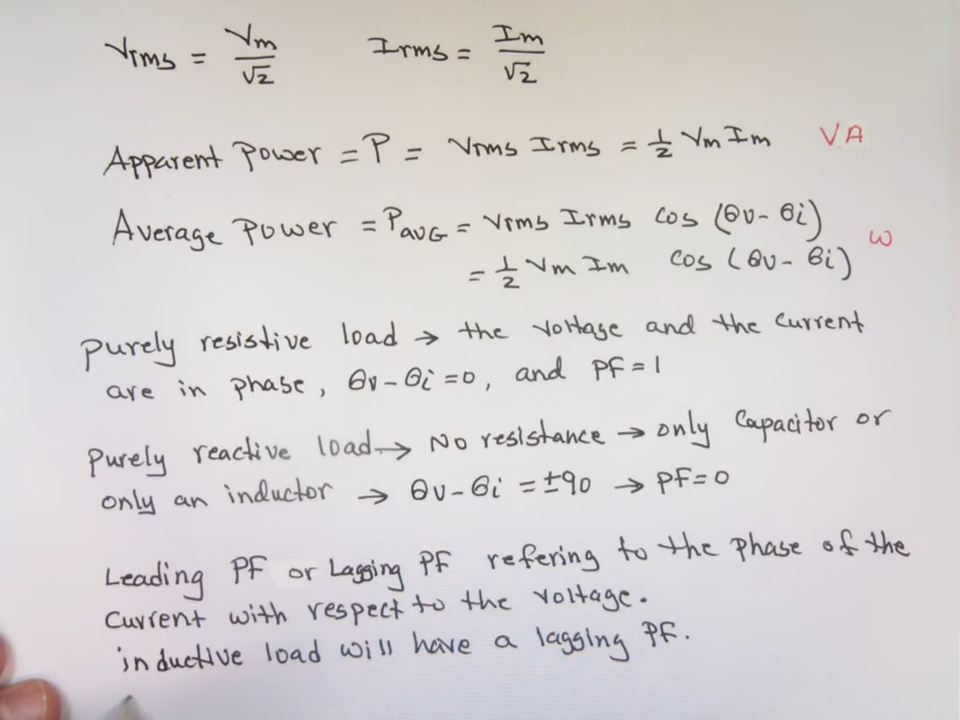 Vrms = Vm/√2 Irms = Im/√2
Apparent Power = P = Vrms Irms = 1/2 Vm Im VA
Average Power = PAVG = Vrms Irms cos (θv - θi)
= 1/2 Vm Im cos (θv - θi) W
Purely resistive load → the voltage and the current
are in phase, θv - θi = 0, and PF = 1
Purely reactive load → No resistance → only capacitor or
only an inductor → θv - θi = ±90 → PF = 0
Leading PF or Lagging PF refering to the phase of the
current with respect to the voltage.
inductive load will have a lagging PF.